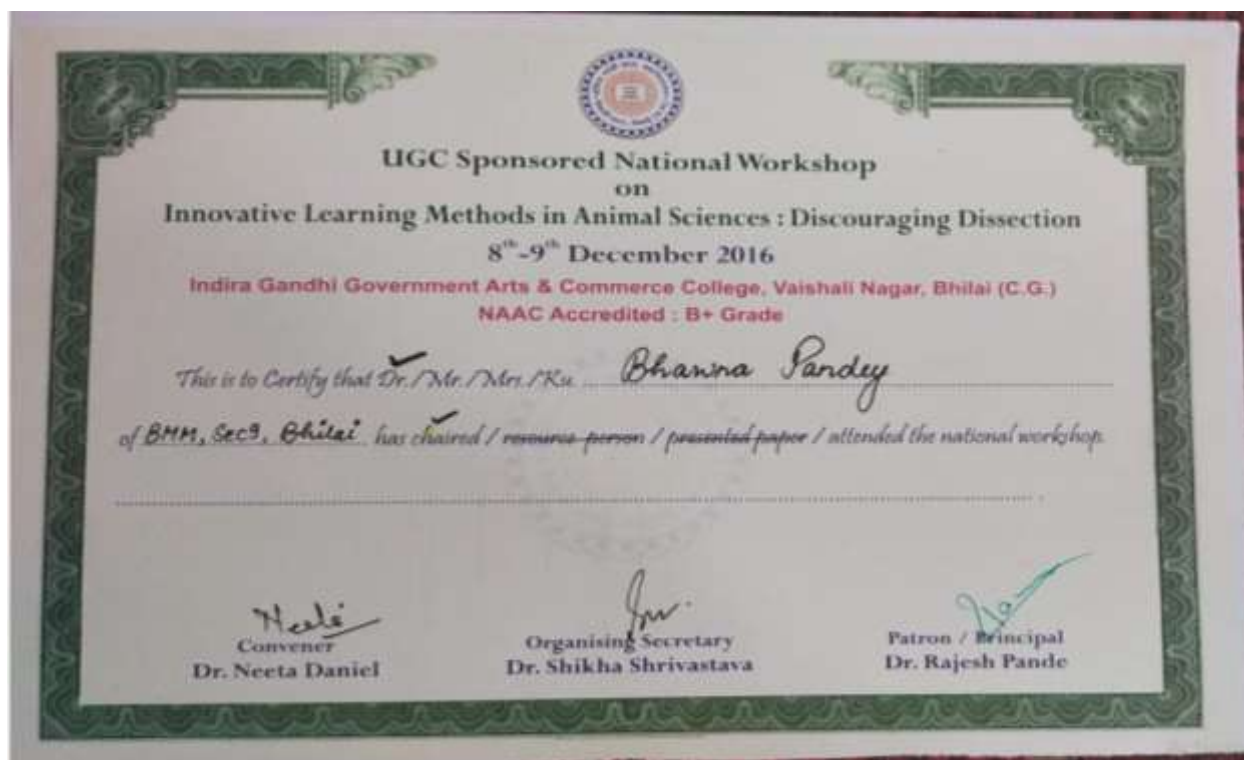 UGC Sponsored National Workshop
on
Innovative Learning Methods in Animal Sciences : Discouraging Dissection
8th-9th December 2016
Indira Gandhi Government Arts & Commerce College, Vaishali Nagar, Bhilai (C.G.)
NAAC Accredited : B+ Grade
This is to Certify that Dr./Mr./Mrs./Ku. Bhawna Pandey
of BMM, Sec9, Bhilai has chaired / resource person / presented paper / attended the national workshop.
Convener
Dr. Neeta Daniel
Organising Secretary
Dr. Shikha Shrivastava
Patron / Principal
Dr. Rajesh Pande